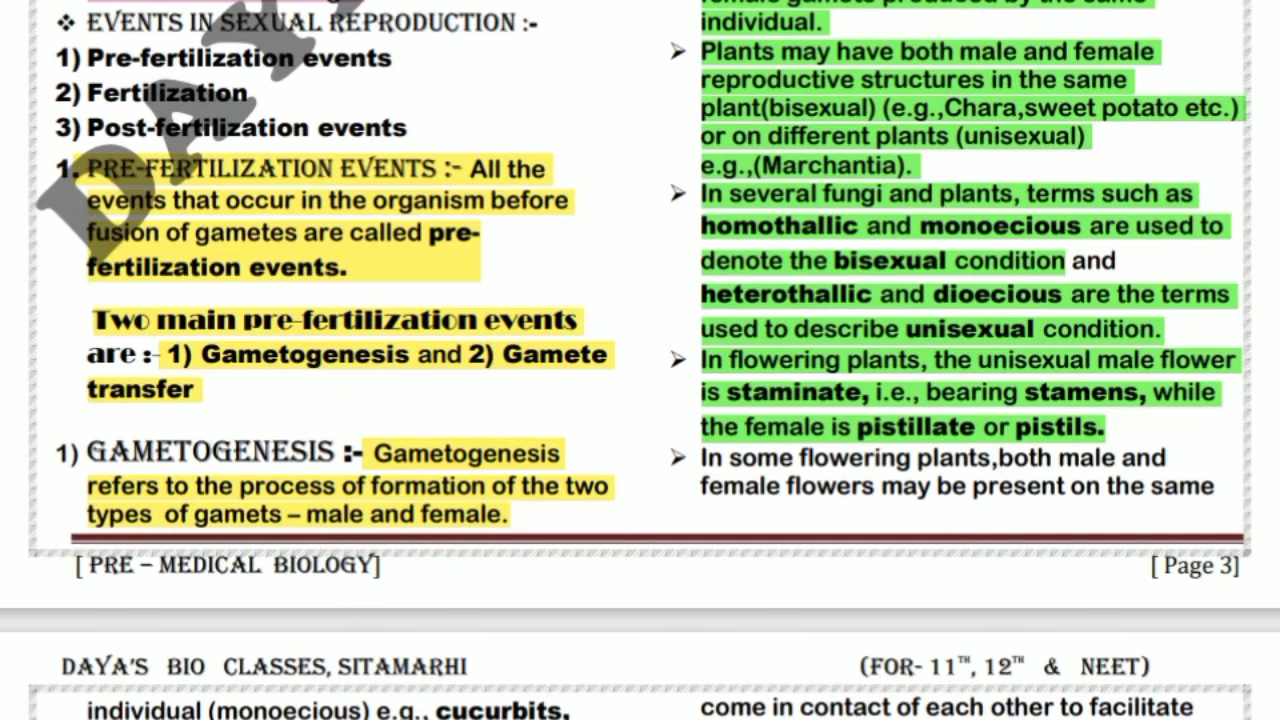 ❖ EVENTS IN SEXUAL REPRODUCTION :-
1) Pre-fertilization events
2) Fertilization
3) Post-fertilization events
1. PRE-FERTILIZATION EVENTS :- All the
events that occur in the organism before
fusion of gametes are called pre-
fertilization events.
Two main pre-fertilization events
are :- 1) Gametogenesis and 2) Gamete
transfer
1) GAMETOGENESIS :- Gametogenesis
refers to the process of formation of the two
types of gamets – male and female.
female gamets produced by the same
individual.
➢ Plants may have both male and female
reproductive structures in the same
plant(bisexual) (e.g.,Chara,sweet potato etc.)
or on different plants (unisexual)
e.g.,(Marchantia).
➢ In several fungi and plants, terms such as
homothallic and monoecious are used to
denote the bisexual condition and
heterothallic and dioecious are the terms
used to describe unisexual condition.
➢ In flowering plants, the unisexual male flower
is staminate, i.e., bearing stamens, while
the female is pistillate or pistils.
➢ In some flowering plants,both male and
female flowers may be present on the same
[ PRE – MEDICAL BIOLOGY]
[ Page 3]
DAYA'S BIO CLASSES, SITAMARHI
(FOR- 11TH, 12TH & NEET)
individual (monoecious) e.g., cucurbits,
come in contact of each other to facilitate
DAY